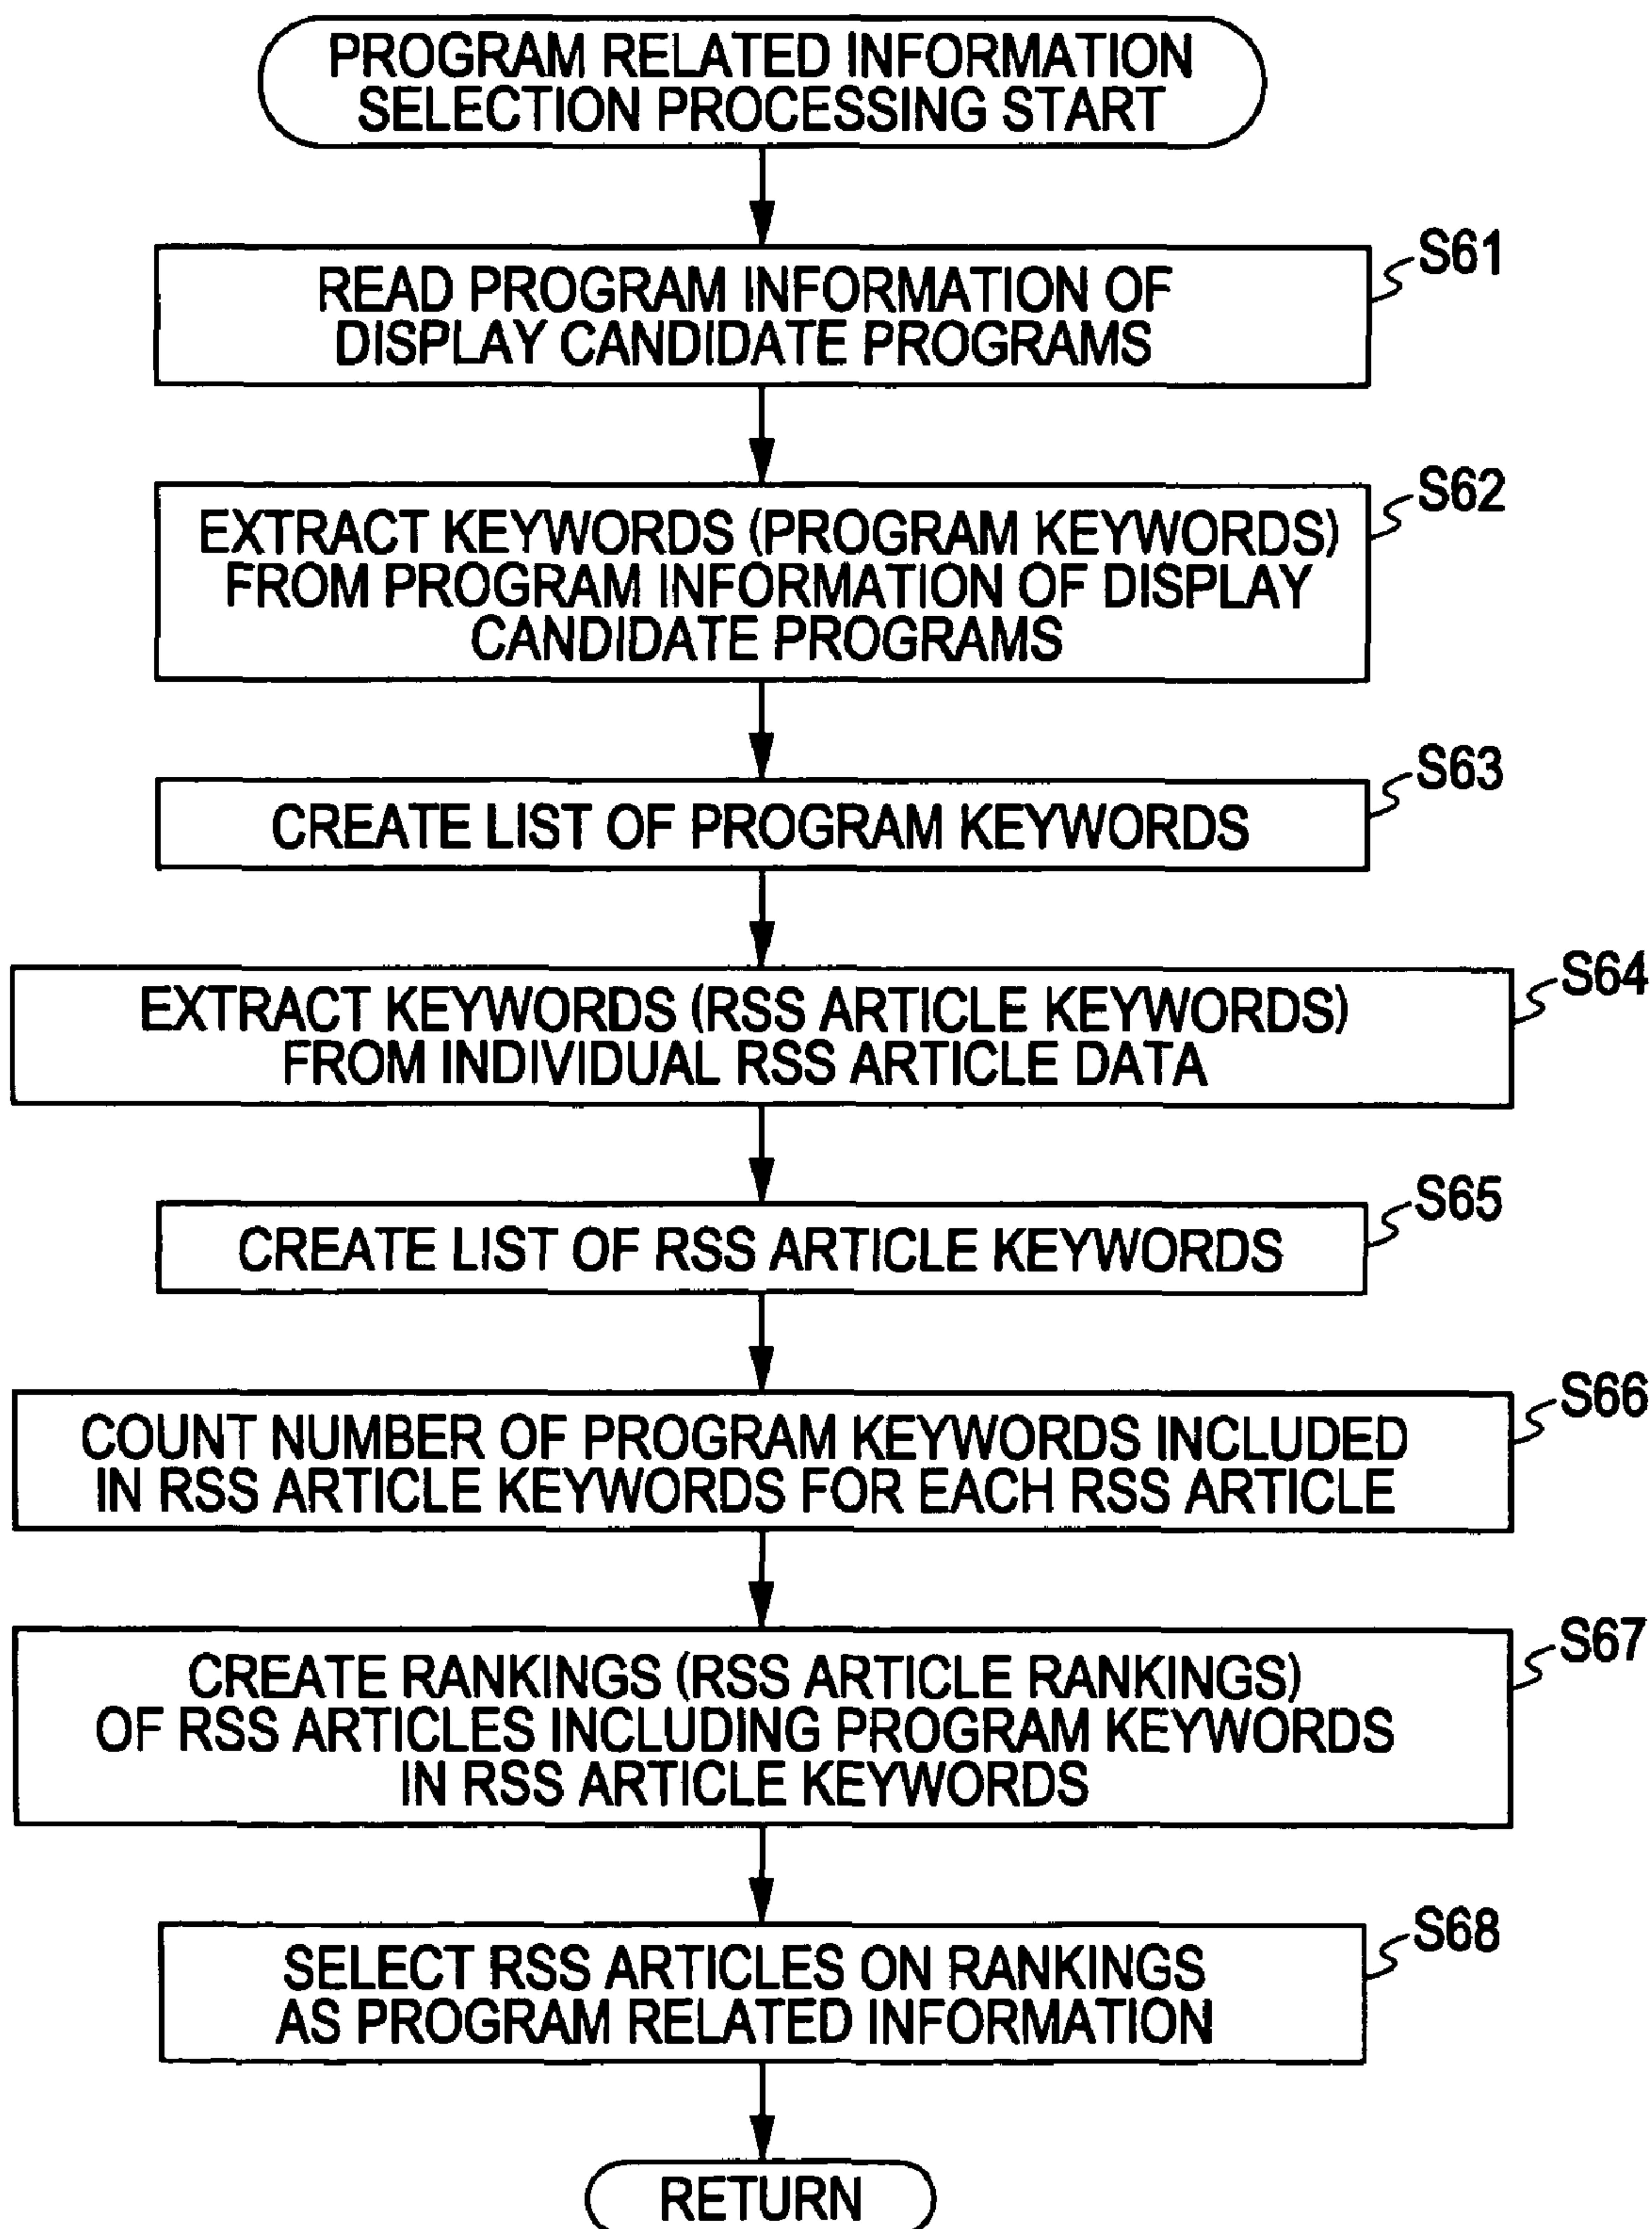 PROGRAM RELATED INFORMATION
SELECTION PROCESSING START
S61
READ PROGRAM INFORMATION OF
DISPLAY CANDIDATE PROGRAMS
S62
EXTRACT KEYWORDS (PROGRAM KEYWORDS)
FROM PROGRAM INFORMATION OF DISPLAY
CANDIDATE PROGRAMS
S63
CREATE LIST OF PROGRAM KEYWORDS
S64
EXTRACT KEYWORDS (RSS ARTICLE KEYWORDS)
FROM INDIVIDUAL RSS ARTICLE DATA
S65
CREATE LIST OF RSS ARTICLE KEYWORDS
S66
COUNT NUMBER OF PROGRAM KEYWORDS INCLUDED
IN RSS ARTICLE KEYWORDS FOR EACH RSS ARTICLE
S67
CREATE RANKINGS (RSS ARTICLE RANKINGS)
OF RSS ARTICLES INCLUDING PROGRAM KEYWORDS
IN RSS ARTICLE KEYWORDS
S68
SELECT RSS ARTICLES ON RANKINGS
AS PROGRAM RELATED INFORMATION
RETURN